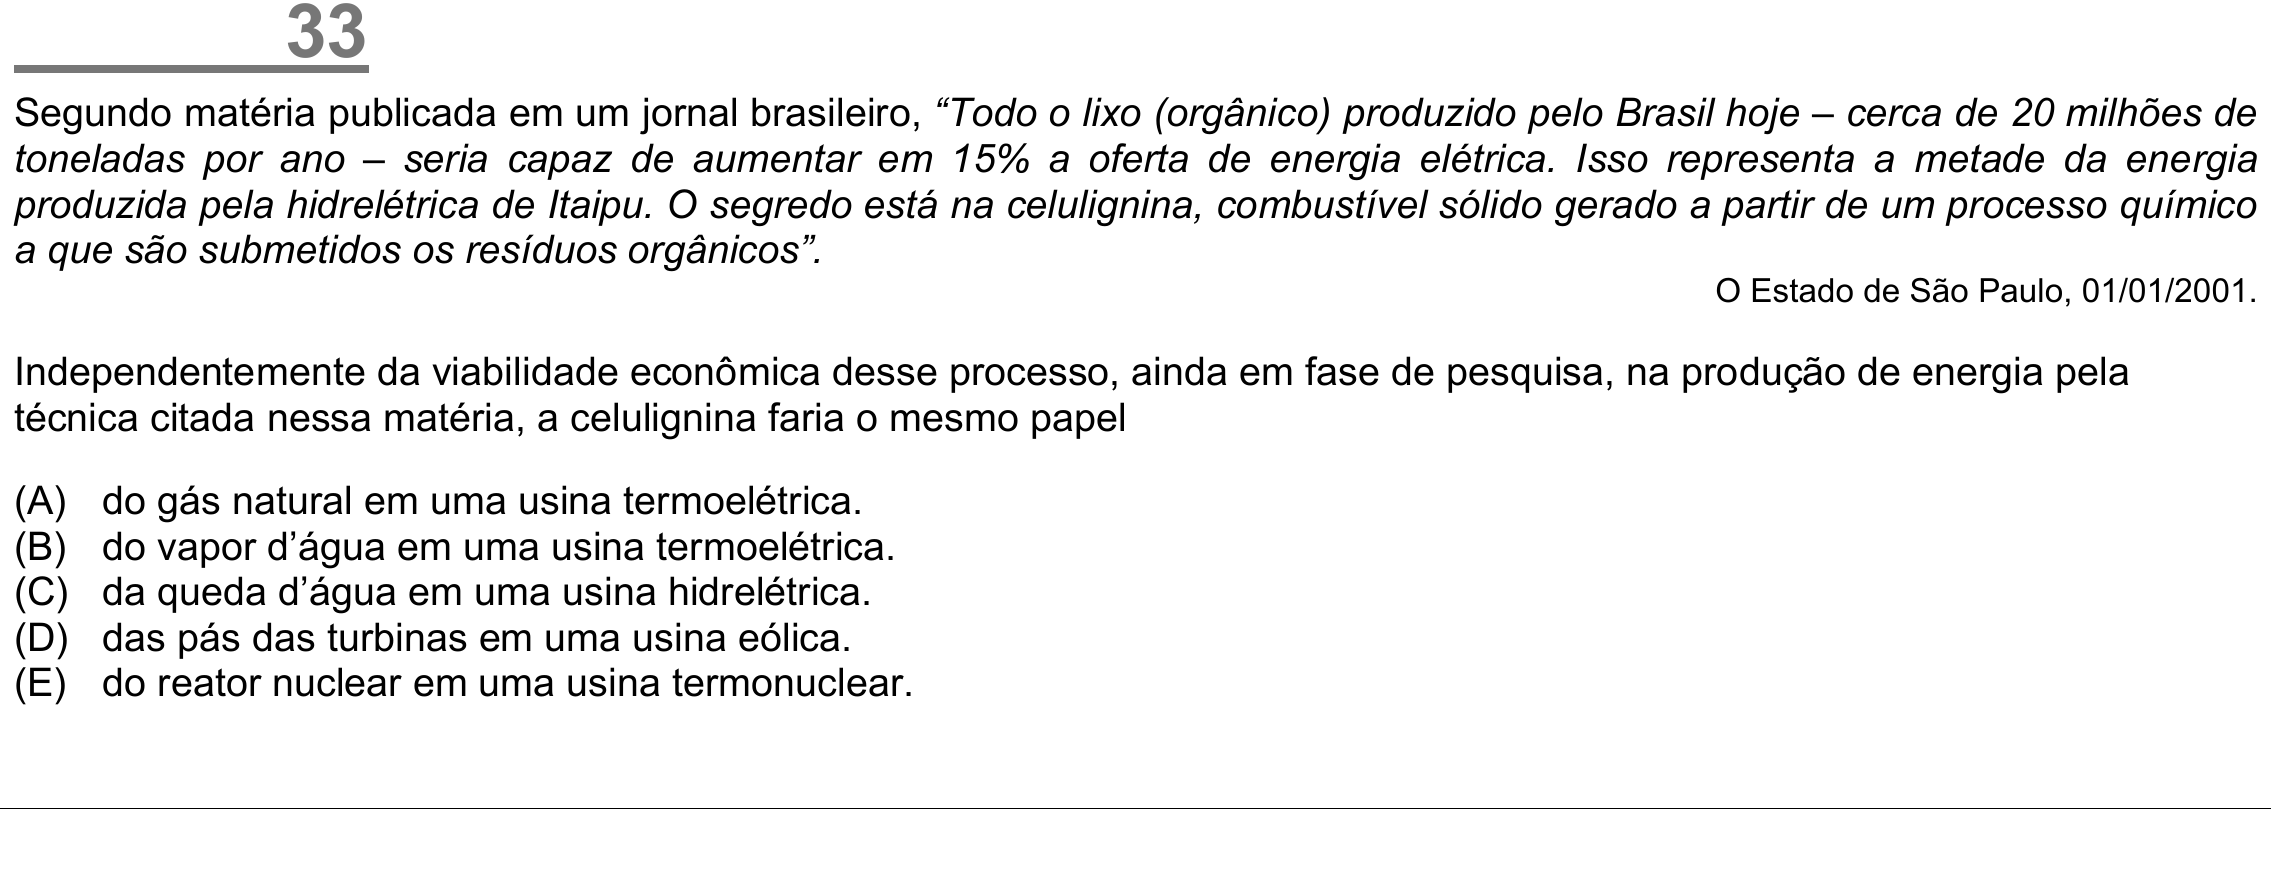 33
Segundo matéria publicada em um jornal brasileiro, “Todo o lixo (orgânico) produzido pelo Brasil hoje – cerca de 20 milhões de
toneladas por ano – seria capaz de aumentar em 15% a oferta de energia elétrica. Isso representa a metade da energia
produzida pela hidrelétrica de Itaipu. O segredo está na celulignina, combustível sólido gerado a partir de um processo químico
a que são submetidos os resíduos orgânicos”.
O Estado de São Paulo, 01/01/2001.
Independentemente da viabilidade econômica desse processo, ainda em fase de pesquisa, na produção de energia pela
técnica citada nessa matéria, a celulignina faria o mesmo papel
(A) do gás natural em uma usina termoelétrica.
(B) do vapor d’água em uma usina termoelétrica.
(C) da queda d’água em uma usina hidrelétrica.
(D) das pás das turbinas em uma usina eólica.
(E) do reator nuclear em uma usina termonuclear.